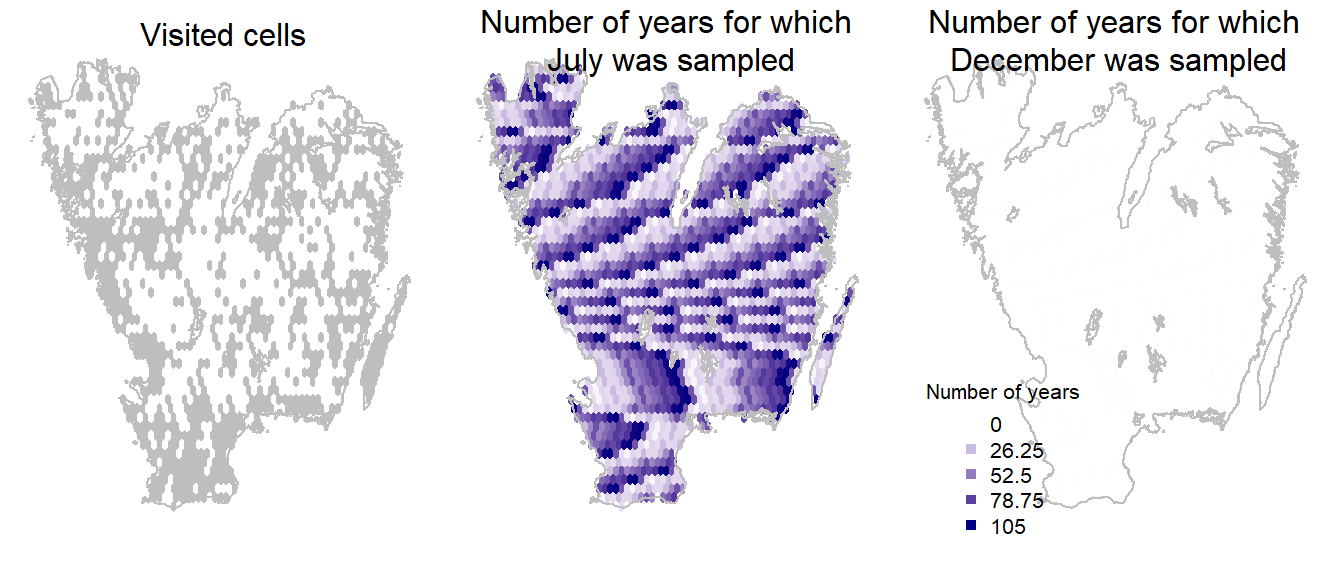 Visited cells
Number of years for which
July was sampled
Number of years for which
December was sampled
Number of years
0
26.25
52.5
78.75
105